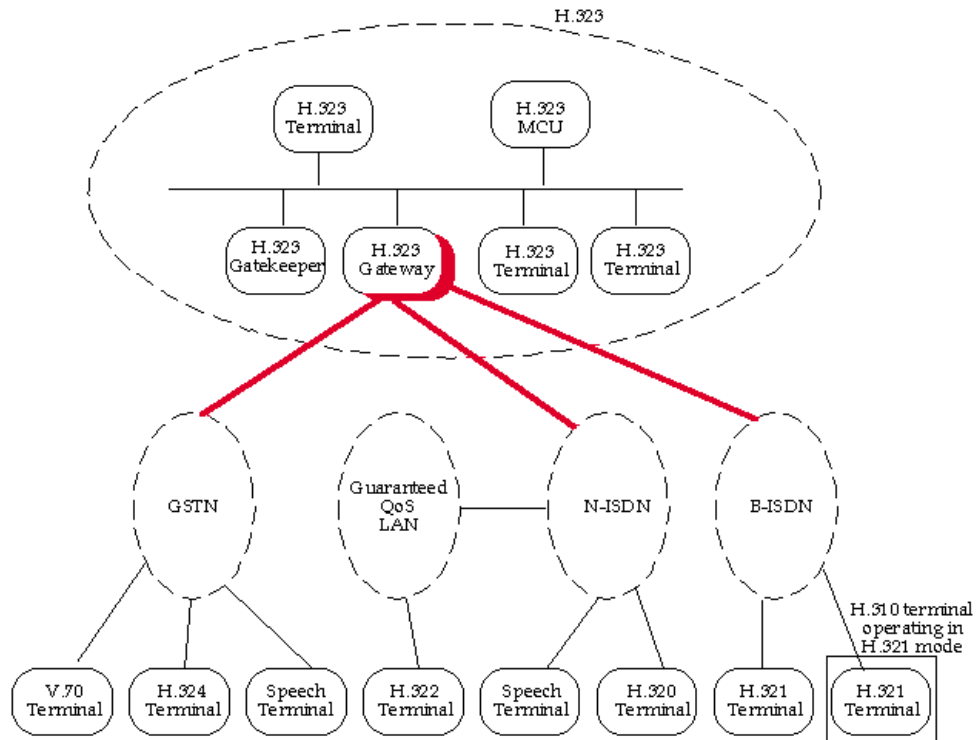 H.323
H.323
Terminal
H.323
MCU
H.323
Gatekeeper
H.323
Gateway
H.323
Terminal
H.323
Terminal
GSTN
Guaranteed
QoS
LAN
N-ISDN
B-ISDN
H.310 terminal
operating in
H.321 mode
V.70
Terminal
H.324
Terminal
Speech
Terminal
H.322
Terminal
Speech
Terminal
H.320
Terminal
H.321
Terminal
H.321
Terminal